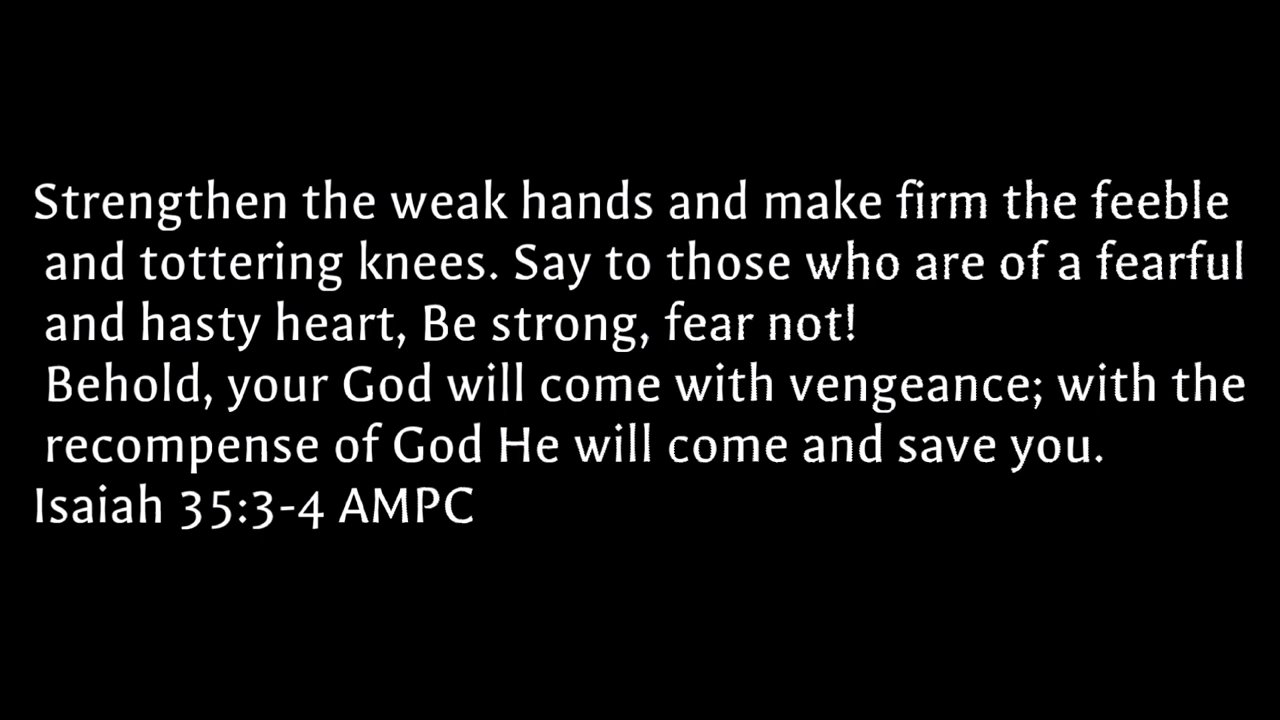 Strengthen the weak hands and make firm the feeble
and tottering knees. Say to those who are of a fearful
and hasty heart, Be strong, fear not!
Behold, your God will come with vengeance; with the
recompense of God He will come and save you.
Isaiah 35:3-4 AMPC